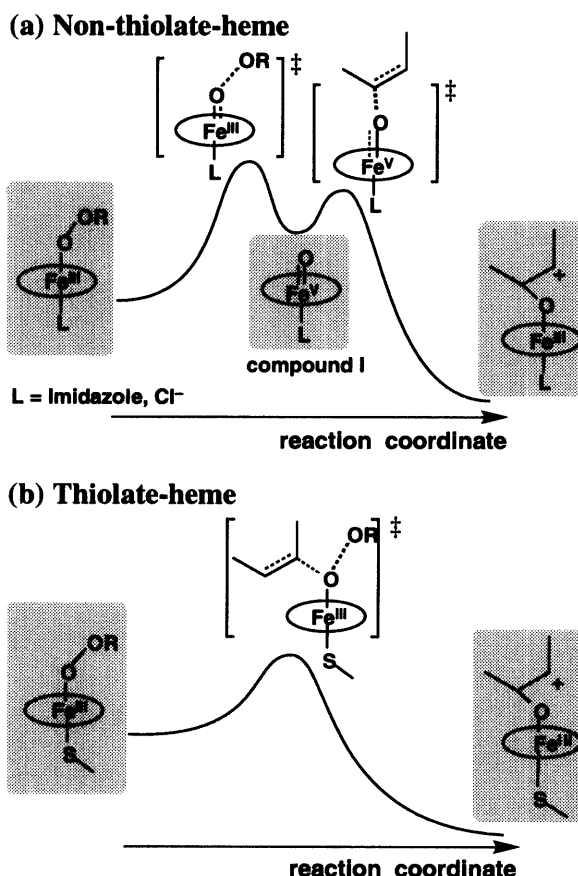 (a) Non-thiolate-heme
OR
O
Fe^III
L
‡
O
Fe^V
L
‡
OR
O
Fe^III
L
O
Fe^V
L
compound I
+
O
Fe^III
L
L = Imidazole, Cl⁻
reaction coordinate
(b) Thiolate-heme
OR
O
Fe^III
S
‡
OR
O
Fe^III
S
+
O
Fe^III
S
reaction coordinate